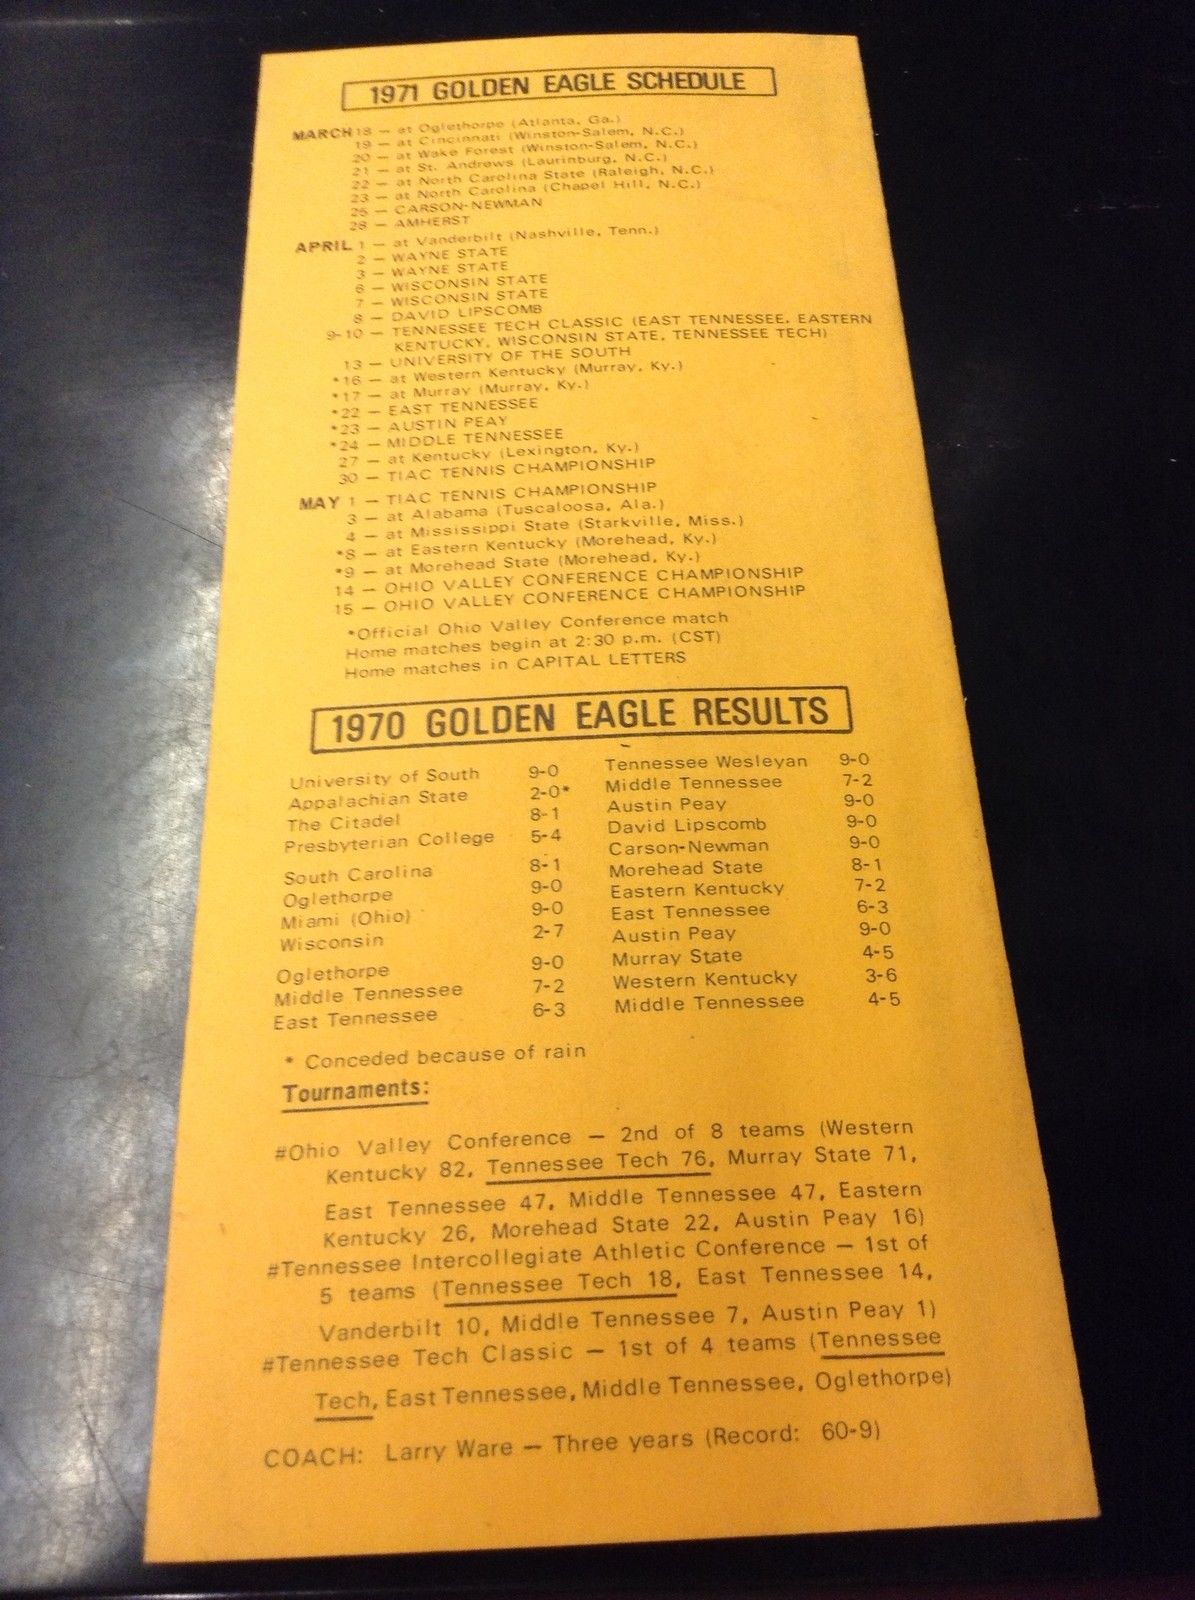 1971 GOLDEN EAGLE SCHEDULE
MARCH 18 — at Oglethorpe (Atlanta, Ga.)
19 — at Cincinnati (Winston-Salem, N.C.)
20 — at Wake Forest (Winston-Salem, N.C.)
21 — at St. Andrews (Laurinburg, N.C.)
22 — at North Carolina State (Raleigh, N.C.)
23 — at North Carolina (Chapel Hill, N.C.)
25 — CARSON-NEWMAN
28 — AMHERST
APRIL 1 — at Vanderbilt (Nashville, Tenn.)
2 — WAYNE STATE
3 — WAYNE STATE
6 — WISCONSIN STATE
7 — WISCONSIN STATE
8 — DAVID LIPSCOMB
9-10 — TENNESSEE TECH CLASSIC (EAST TENNESSEE, EASTERN
KENTUCKY, WISCONSIN STATE, TENNESSEE TECH)
13 — UNIVERSITY OF THE SOUTH
*16 — at Western Kentucky (Murray, Ky.)
*17 — at Murray (Murray, Ky.)
*22 — EAST TENNESSEE
*23 — AUSTIN PEAY
*24 — MIDDLE TENNESSEE
27 — at Kentucky (Lexington, Ky.)
30 — TIAC TENNIS CHAMPIONSHIP
MAY 1 — TIAC TENNIS CHAMPIONSHIP
3 — at Alabama (Tuscaloosa, Ala.)
4 — at Mississippi State (Starkville, Miss.)
*8 — at Eastern Kentucky (Morehead, Ky.)
*9 — at Morehead State (Morehead, Ky.)
14 — OHIO VALLEY CONFERENCE CHAMPIONSHIP
15 — OHIO VALLEY CONFERENCE CHAMPIONSHIP
*Official Ohio Valley Conference match
Home matches begin at 2:30 p.m. (CST)
Home matches in CAPITAL LETTERS
1970 GOLDEN EAGLE RESULTS
University of South 9-0
Appalachian State 2-0*
The Citadel 8-1
Presbyterian College 5-4
South Carolina 8-1
Oglethorpe 9-0
Miami (Ohio) 9-0
Wisconsin 2-7
Oglethorpe 9-0
Middle Tennessee 7-2
East Tennessee 6-3
Tennessee Wesleyan 9-0
Middle Tennessee 7-2
Austin Peay 9-0
David Lipscomb 9-0
Carson-Newman 9-0
Morehead State 8-1
Eastern Kentucky 7-2
East Tennessee 6-3
Austin Peay 9-0
Murray State 4-5
Western Kentucky 3-6
Middle Tennessee 4-5
* Conceded because of rain
Tournaments:
#Ohio Valley Conference — 2nd of 8 teams (Western
Kentucky 82, Tennessee Tech 76, Murray State 71,
East Tennessee 47, Middle Tennessee 47, Eastern
Kentucky 26, Morehead State 22, Austin Peay 16)
#Tennessee Intercollegiate Athletic Conference — 1st of
5 teams (Tennessee Tech 18, East Tennessee 14,
Vanderbilt 10, Middle Tennessee 7, Austin Peay 1)
#Tennessee Tech Classic — 1st of 4 teams (Tennessee
Tech, East Tennessee, Middle Tennessee, Oglethorpe)
COACH: Larry Ware — Three years (Record: 60-9)